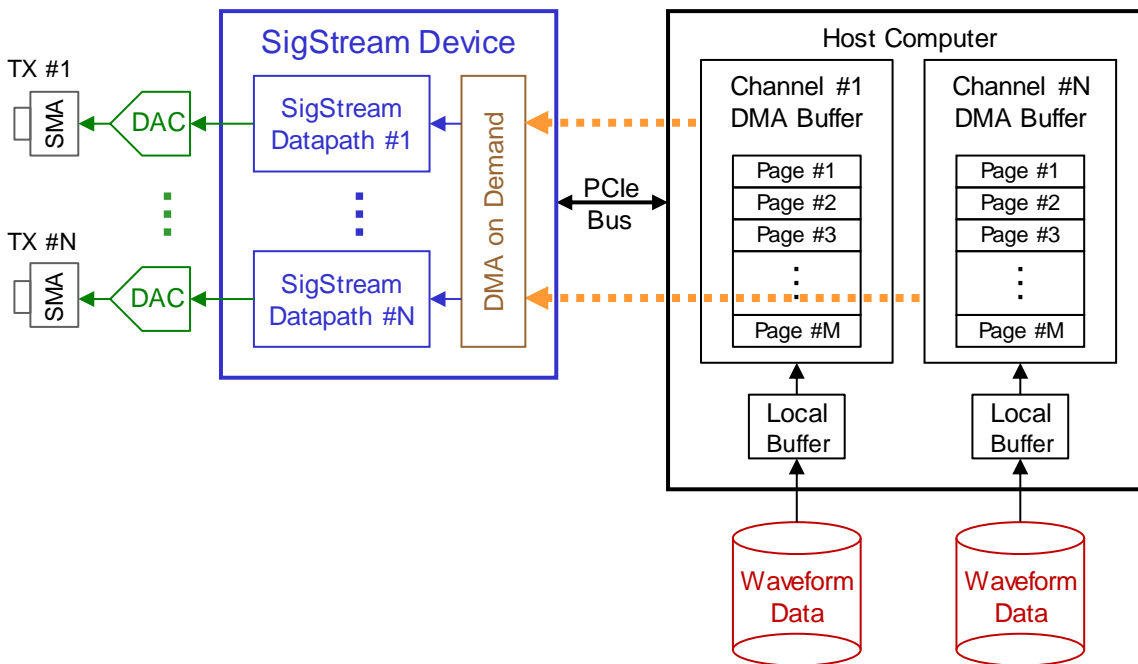 SigStream Device
Host Computer
TX #1
SMA
DAC
SigStream
Datapath #1
DMA on Demand
PCIe
Bus
Channel #1
DMA Buffer
Page #1
Page #2
Page #3
Page #M
Channel #N
DMA Buffer
Page #1
Page #2
Page #3
Page #M
TX #N
SMA
DAC
SigStream
Datapath #N
Local
Buffer
Local
Buffer
Waveform
Data
Waveform
Data